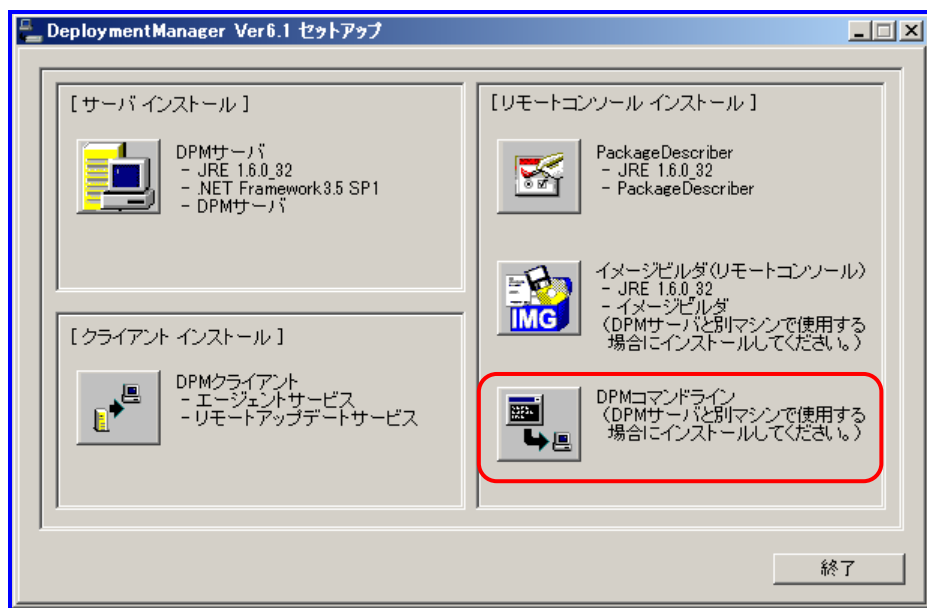 DeploymentManager Ver6.1 セットアップ
[ サーバ インストール ]
DPMサーバ
- JRE 1.6.0_32
- .NET Framework3.5 SP1
- DPMサーバ
[ クライアント インストール ]
DPMクライアント
- エージェントサービス
- リモートアップデートサービス
[ リモートコンソール インストール ]
PackageDescriber
- JRE 1.6.0_32
- PackageDescriber
IMG
イメージビルダ(リモートコンソール)
- JRE 1.6.0_32
- イメージビルダ
(DPMサーバと別マシンで使用する
場合にインストールしてください。)
DPMコマンドライン
(DPMサーバと別マシンで使用する
場合にインストールしてください。)
終了